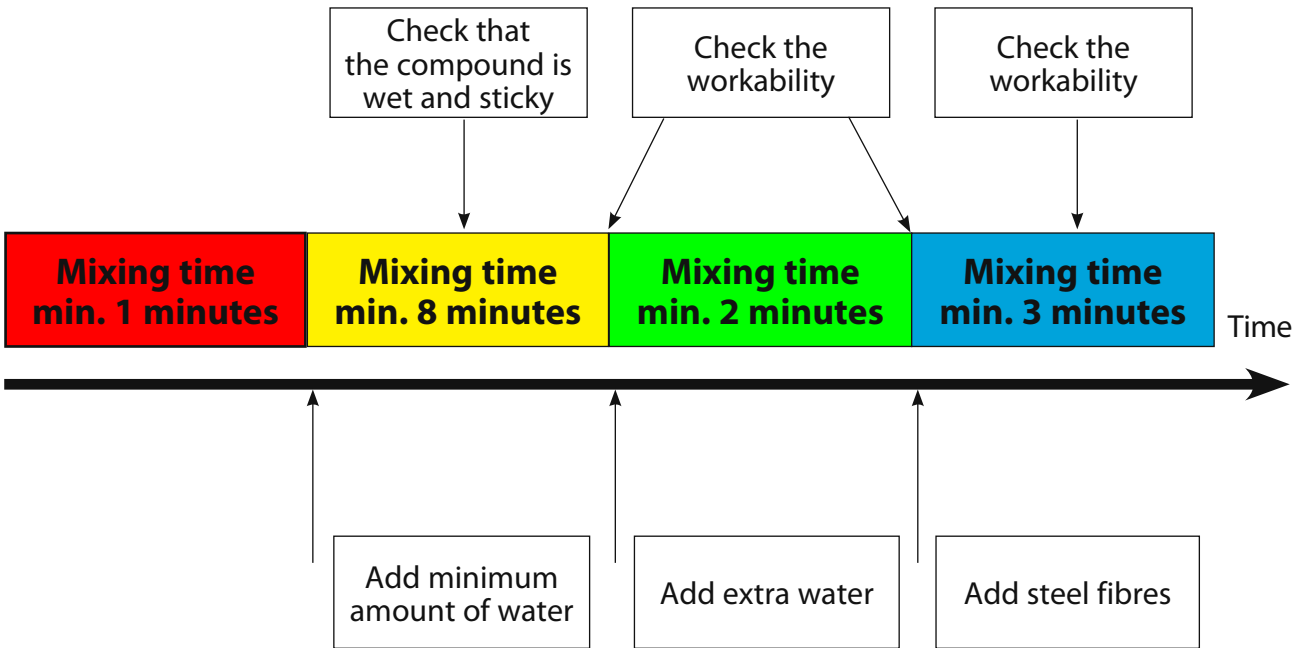 Check that
the compound is
wet and sticky
Check the
workability
Check the
workability
Mixing time
min. 1 minutes
Mixing time
min. 8 minutes
Mixing time
min. 2 minutes
Mixing time
min. 3 minutes
Time
Add minimum
amount of water
Add extra water
Add steel fibres